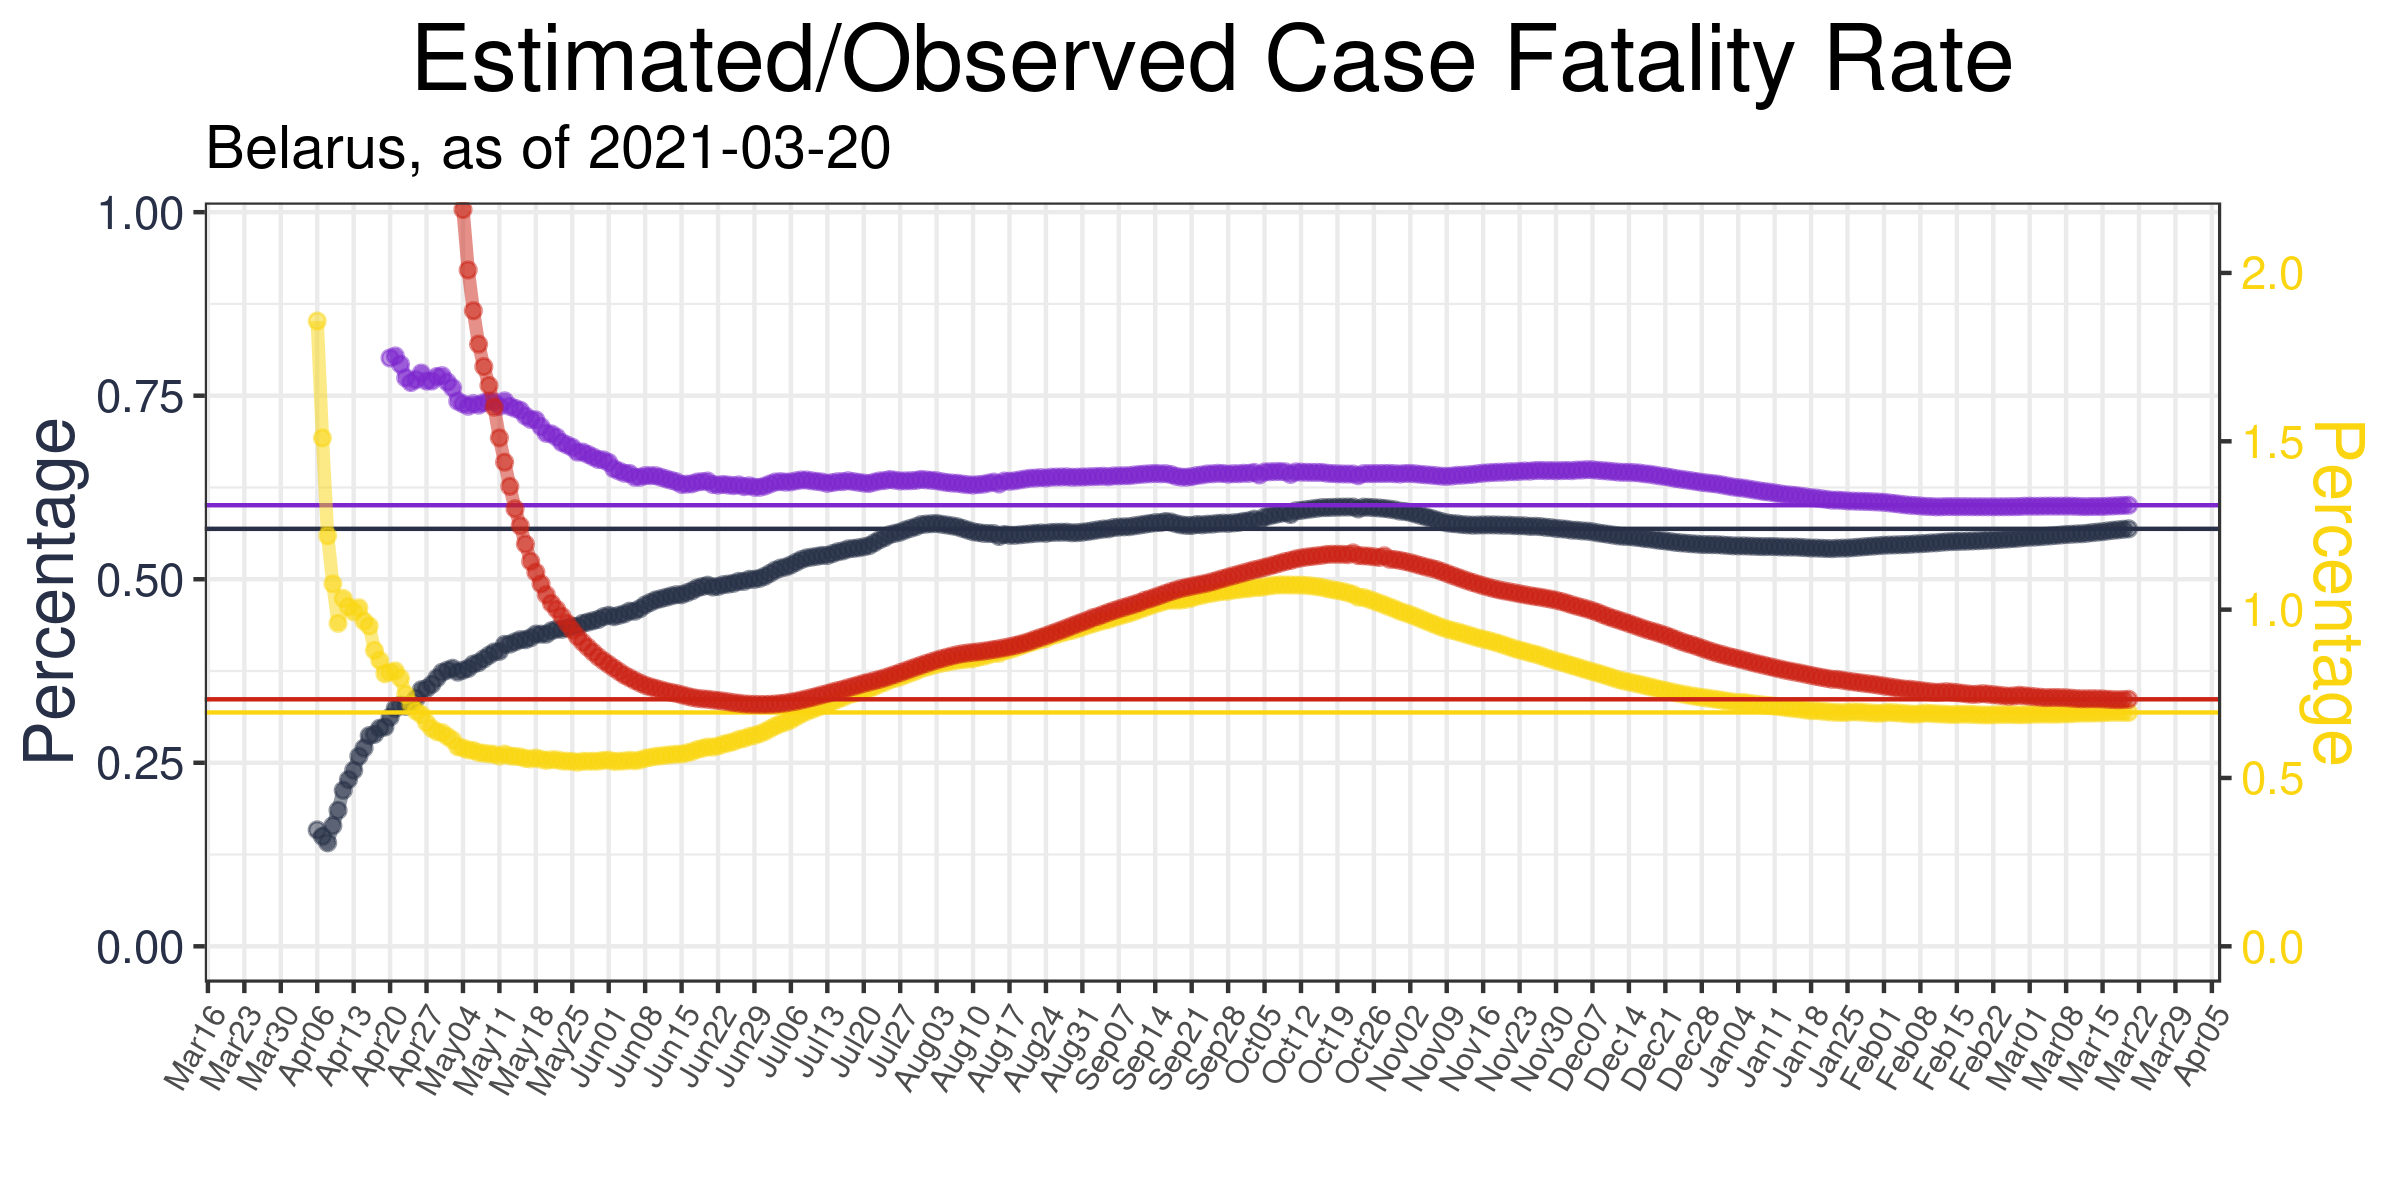 Estimated/Observed Case Fatality Rate
Belarus, as of 2021-03-20
Percentage
1.00
0.75
0.50
0.25
0.00
2.0
1.5
1.0
0.5
0.0
Percentage
Mar16 Mar23 Mar30 Apr06 Apr13 Apr20 Apr27 May04 May11 May18 May25 Jun01 Jun08 Jun15 Jun22 Jun29 Jul06 Jul13 Jul20 Jul27 Aug03 Aug10 Aug17 Aug24 Aug31 Sep07 Sep14 Sep21 Sep28 Oct05 Oct12 Oct19 Oct26 Nov02 Nov09 Nov16 Nov23 Nov30 Dec07 Dec14 Dec21 Dec28 Jan04 Jan11 Jan18 Jan25 Feb01 Feb08 Feb15 Feb22 Mar01 Mar08 Mar15 Mar22 Mar29 Apr05